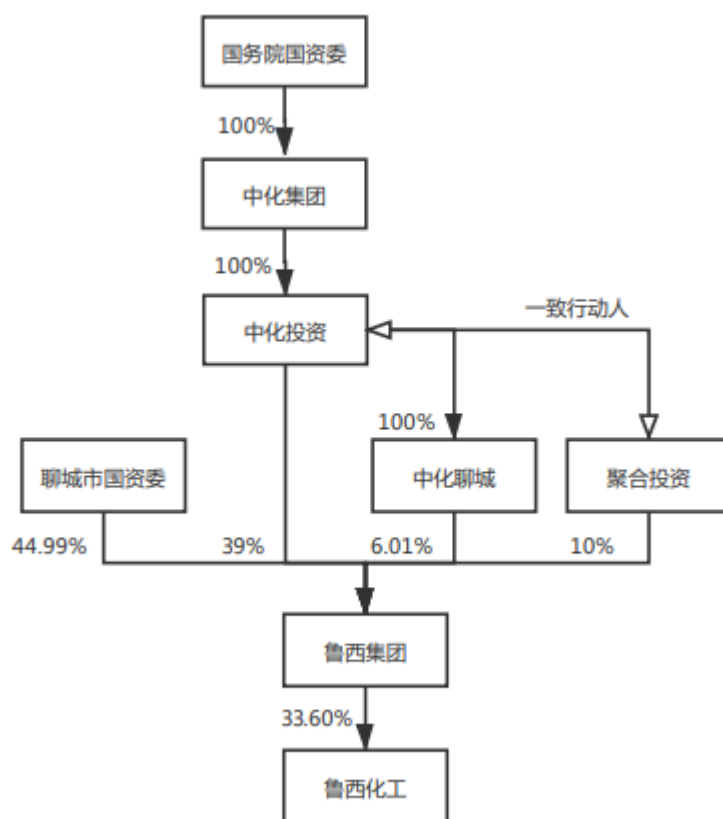 国务院国资委
100%
中化集团
100%
中化投资
一致行动人
100%
聊城市国资委
中化聊城
聚合投资
44.99%
39%
6.01%
10%
鲁西集团
33.60%
鲁西化工